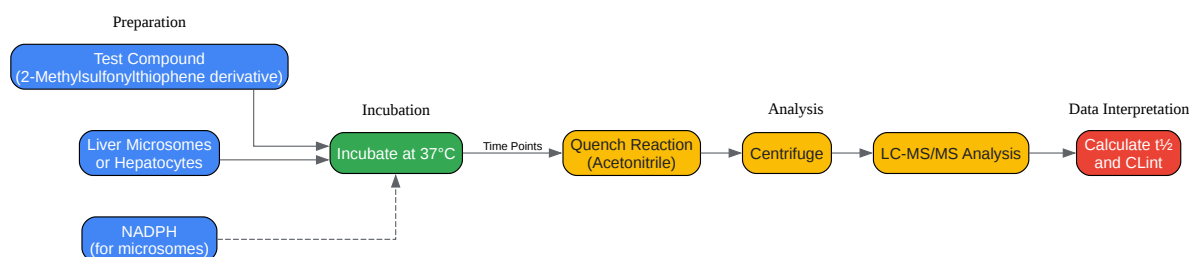 Preparation
Test Compound
(2-Methylsulfonylthiophene derivative)
Liver Microsomes
or Hepatocytes
NADPH
(for microsomes)
Incubation
Incubate at 37°C
Time Points
Quench Reaction
(Acetonitrile)
Analysis
Centrifuge
LC-MS/MS Analysis
Data Interpretation
Calculate t½
and CLint